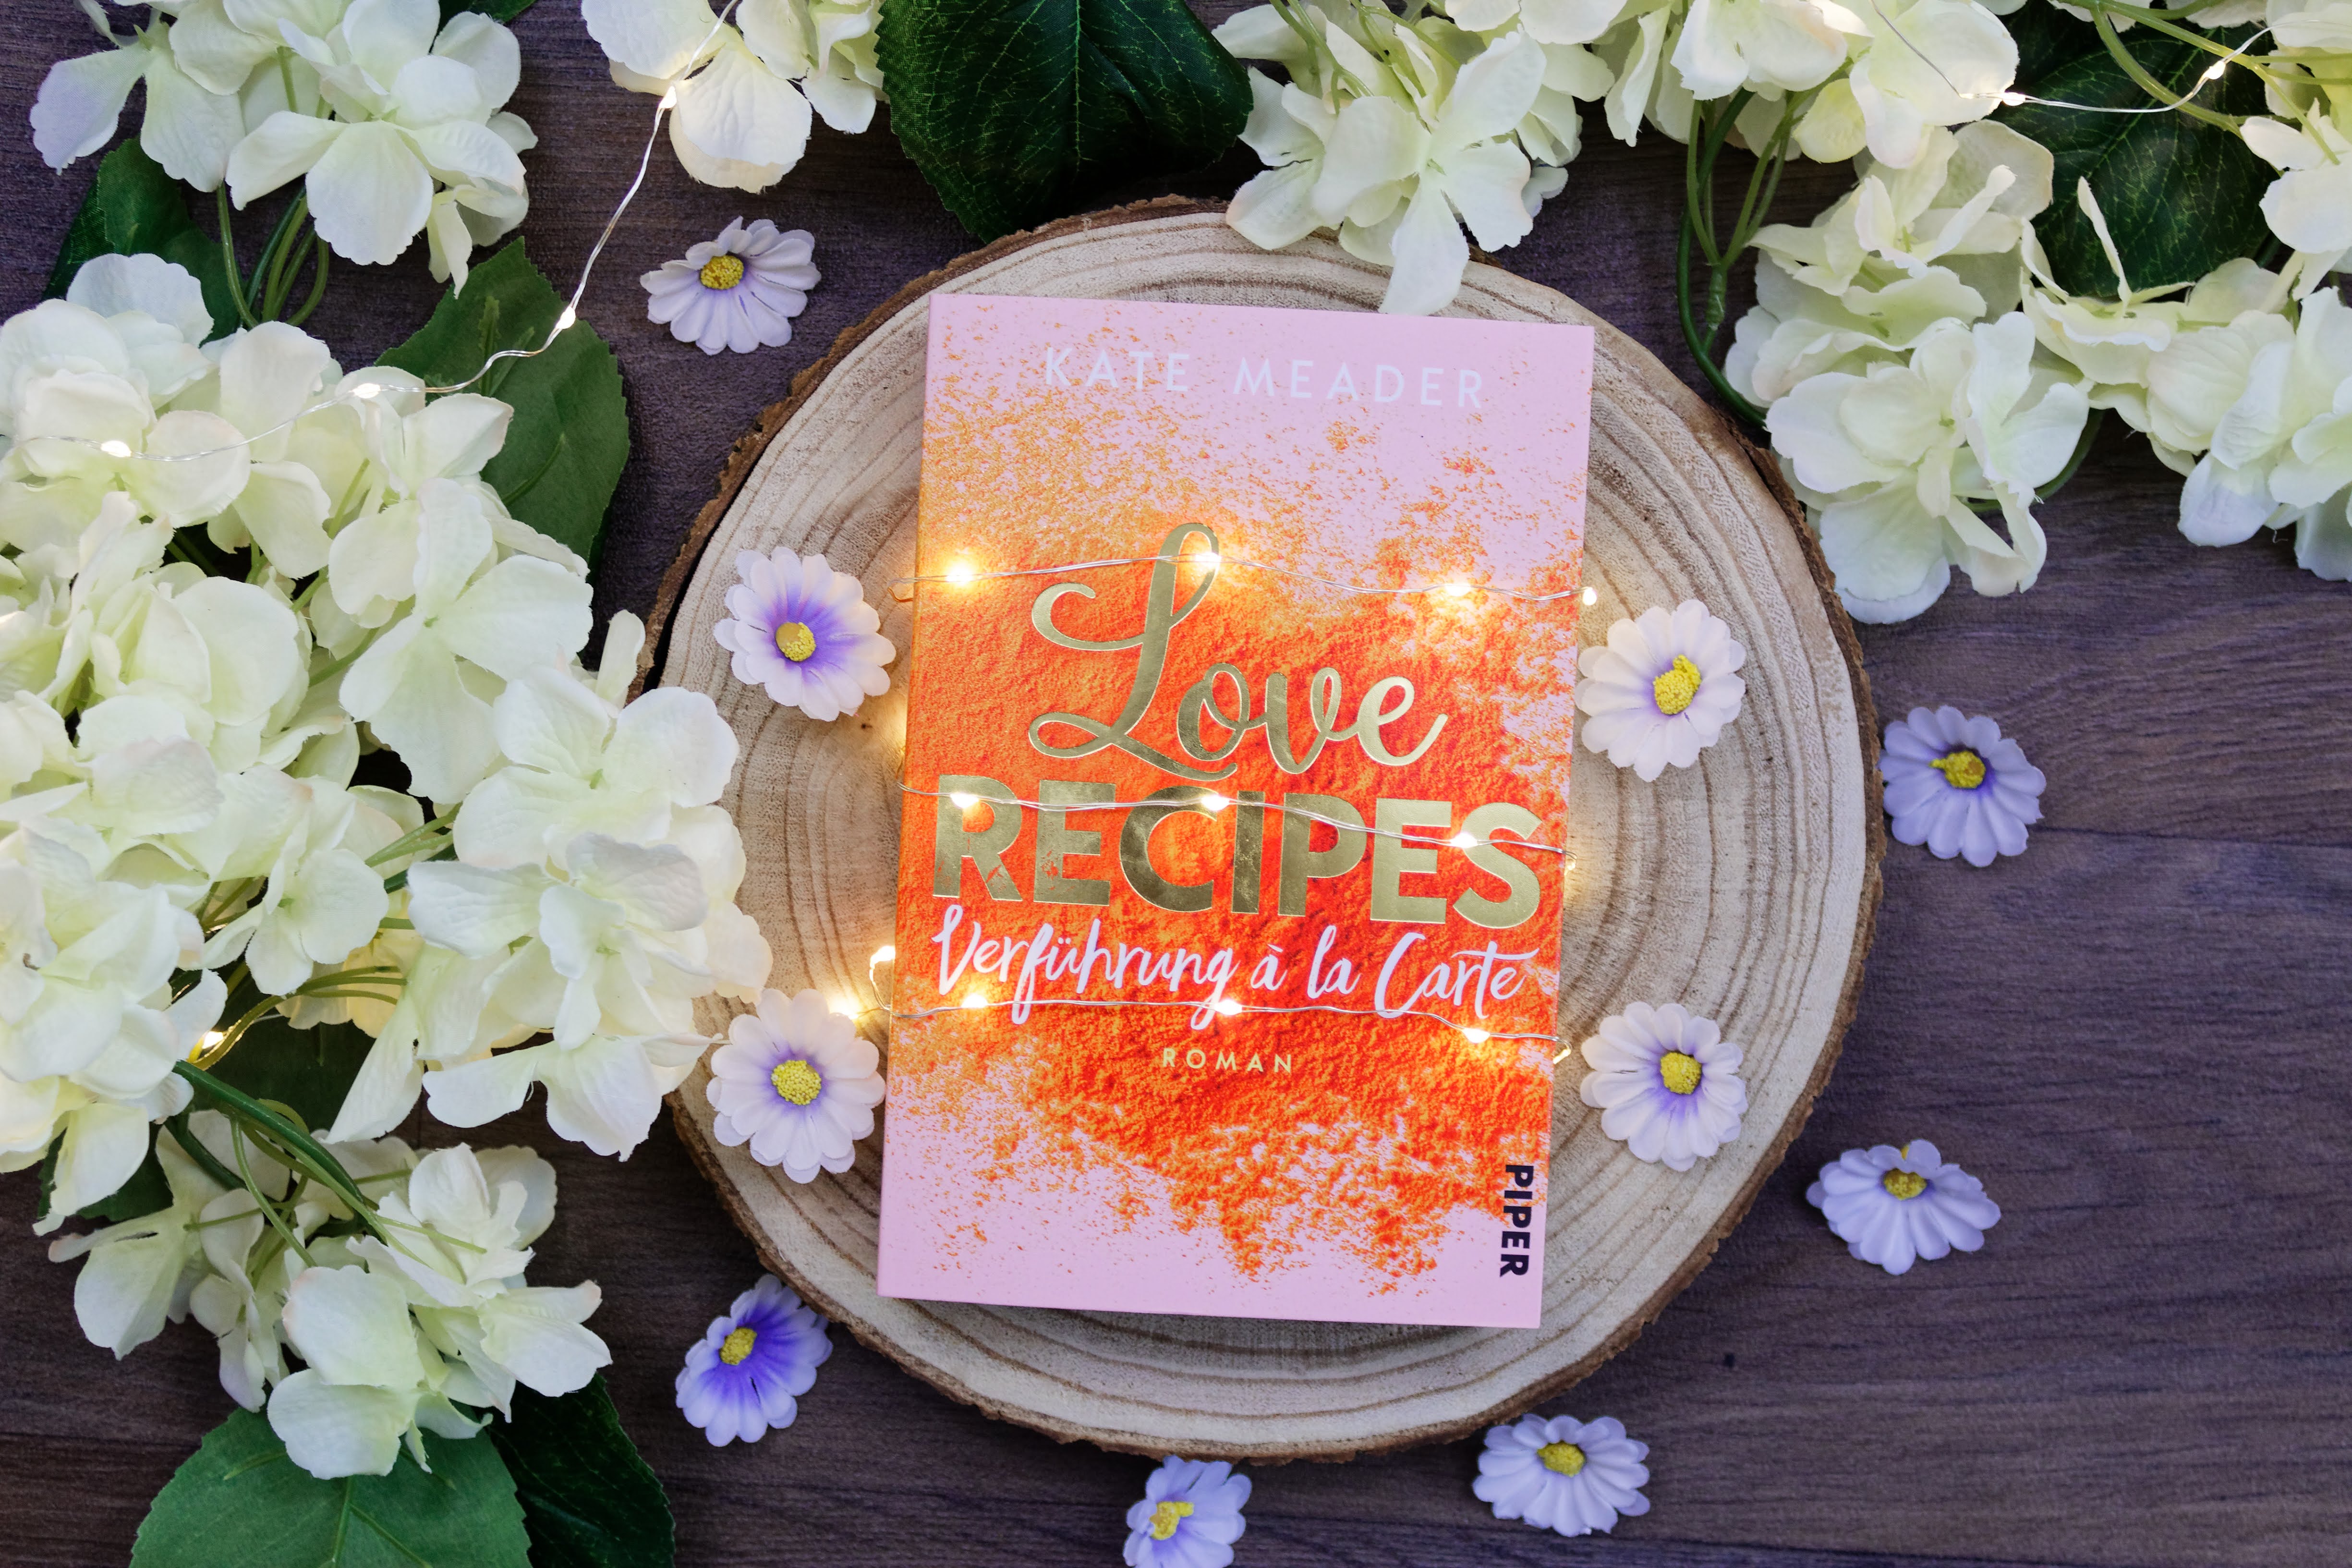 KATE MEADER
Love
RECIPES
Verführung à la Carte
ROMAN
PIPER